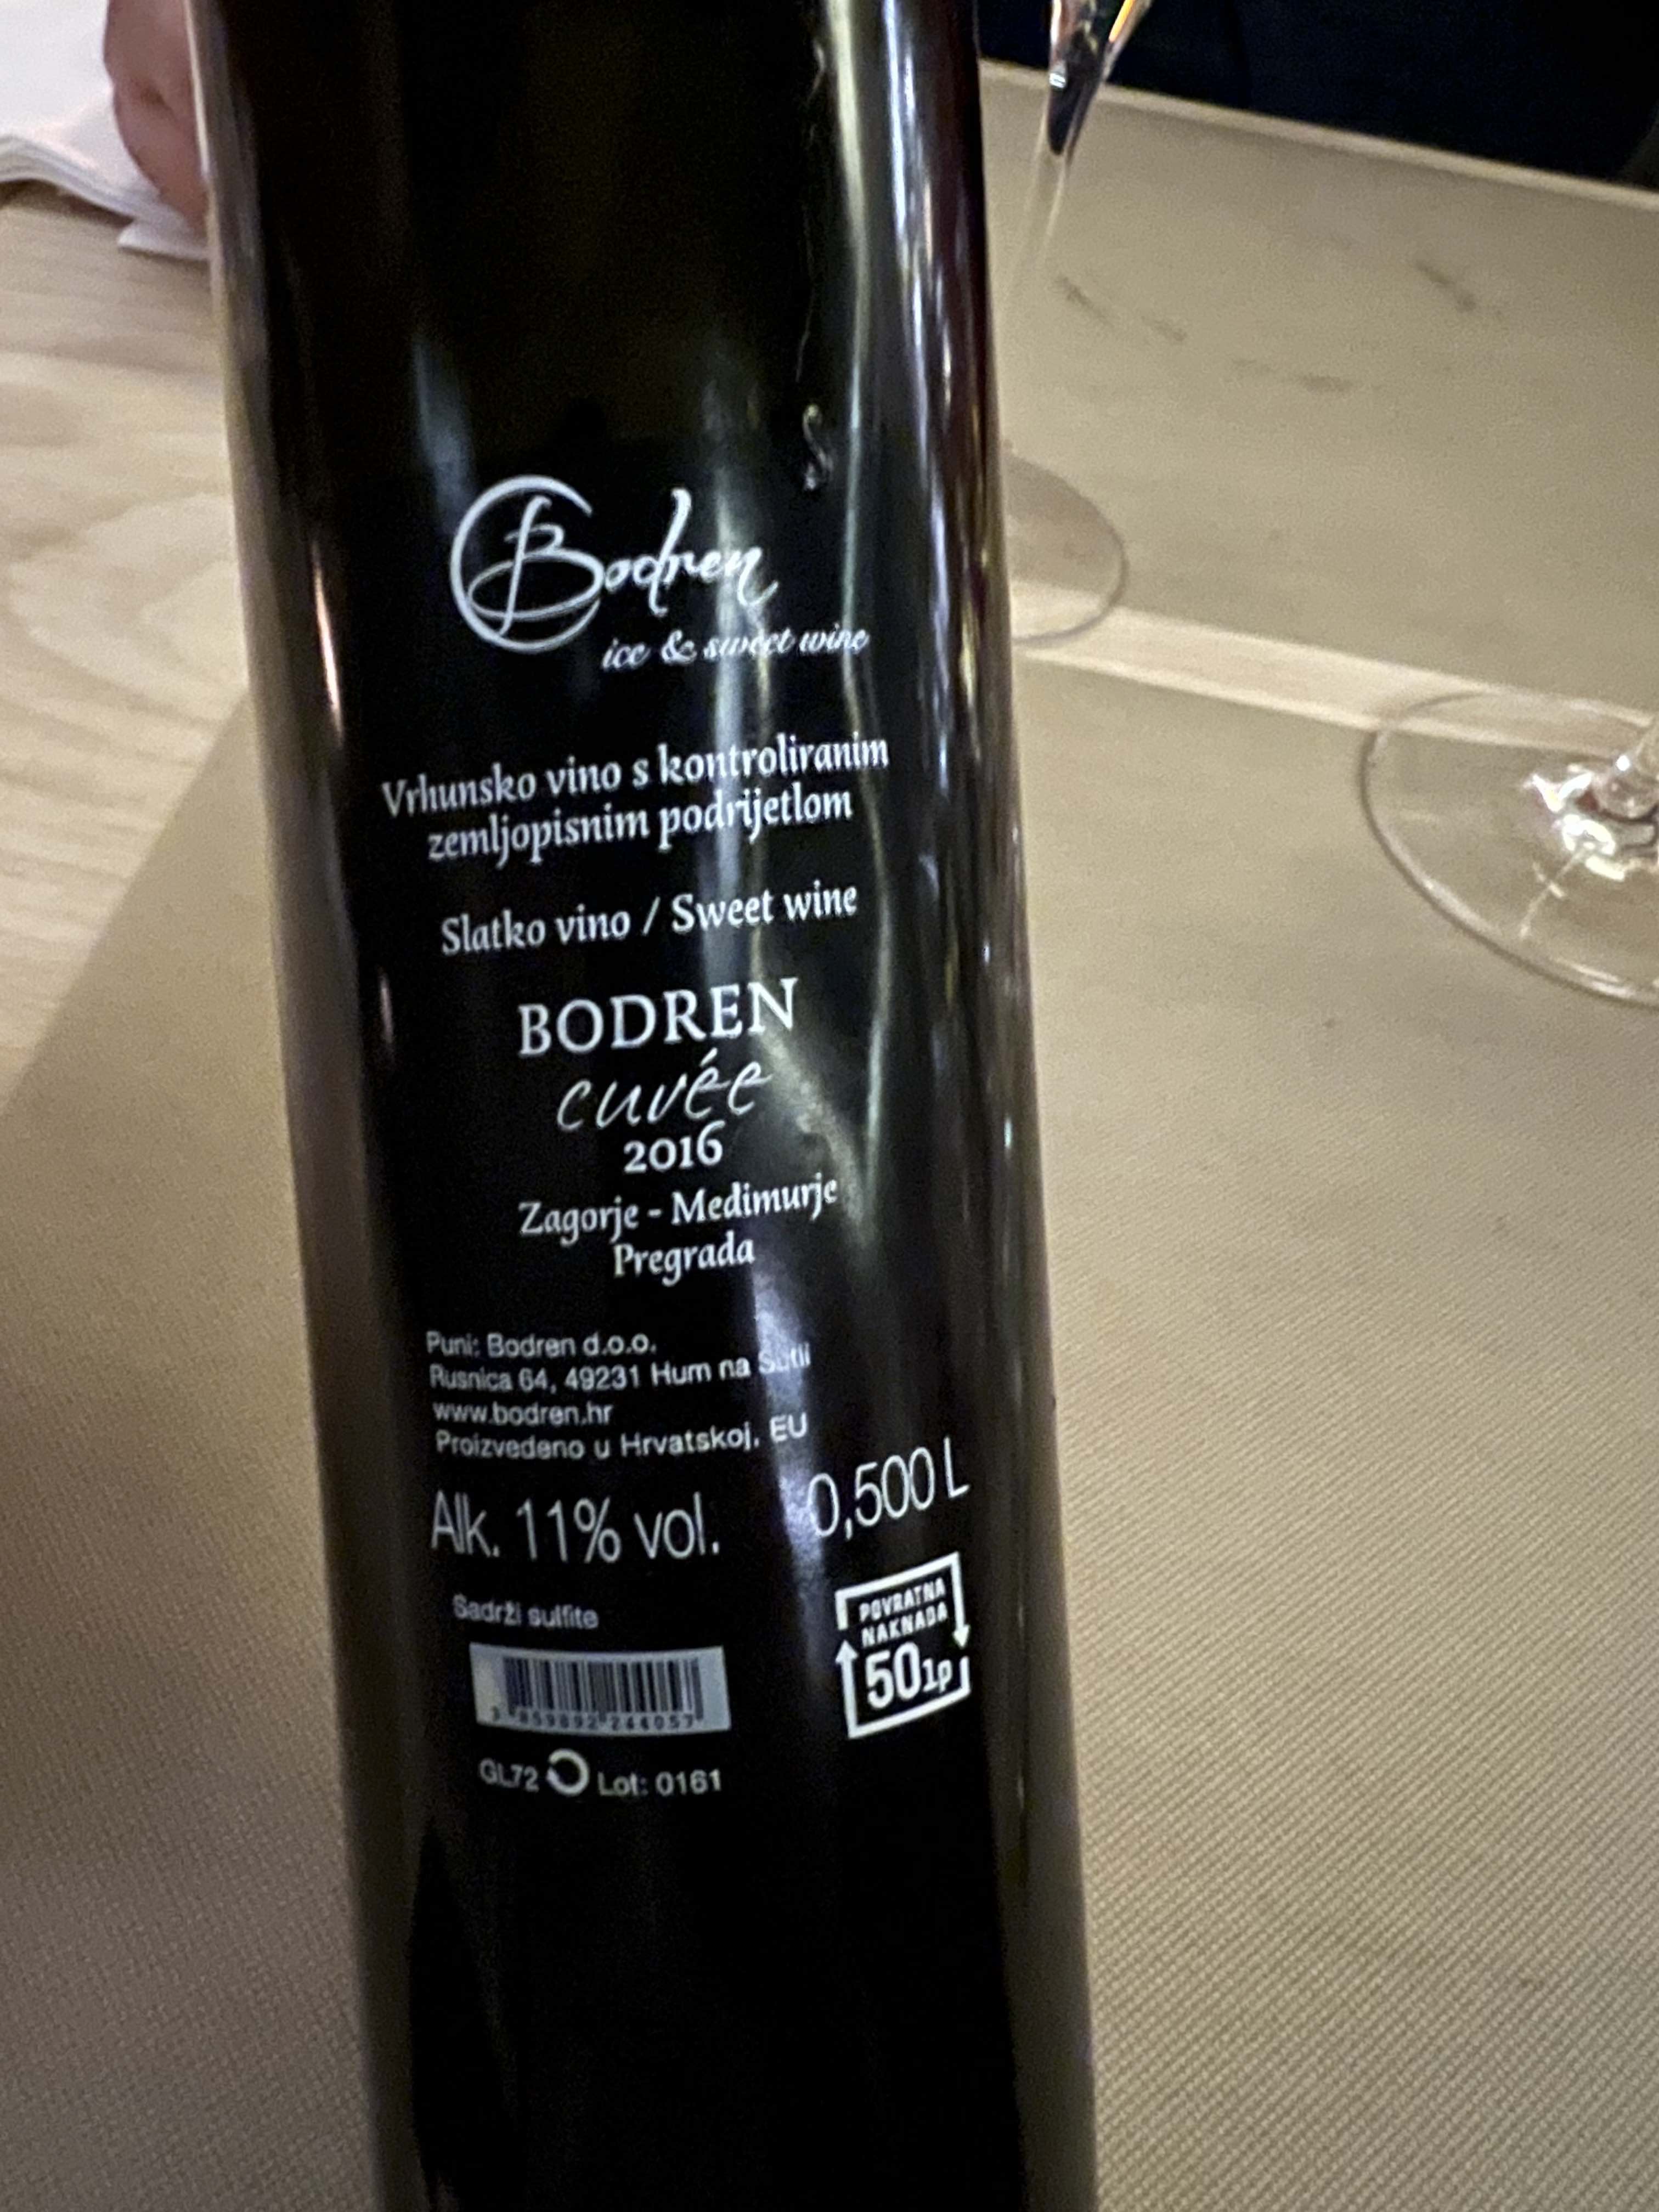 Bodren
ice & sweet wine
Vrhunsko vino s kontroliranim
zemljopisnim podrijetlom
Slatko vino / Sweet wine
BODREN
cuvée
2016
Zagorje - Međimurje
Pregrada
Puni: Bodren d.o.o.
Rusnica 64, 49231 Hum na Sutli
www.bodren.hr
Proizvedeno u Hrvatskoj, EU
Alk. 11% vol. 0,500 L
Sadrži sulfite
POVRATNA
NAKNADA
50lp
GL72 Lot: 0161